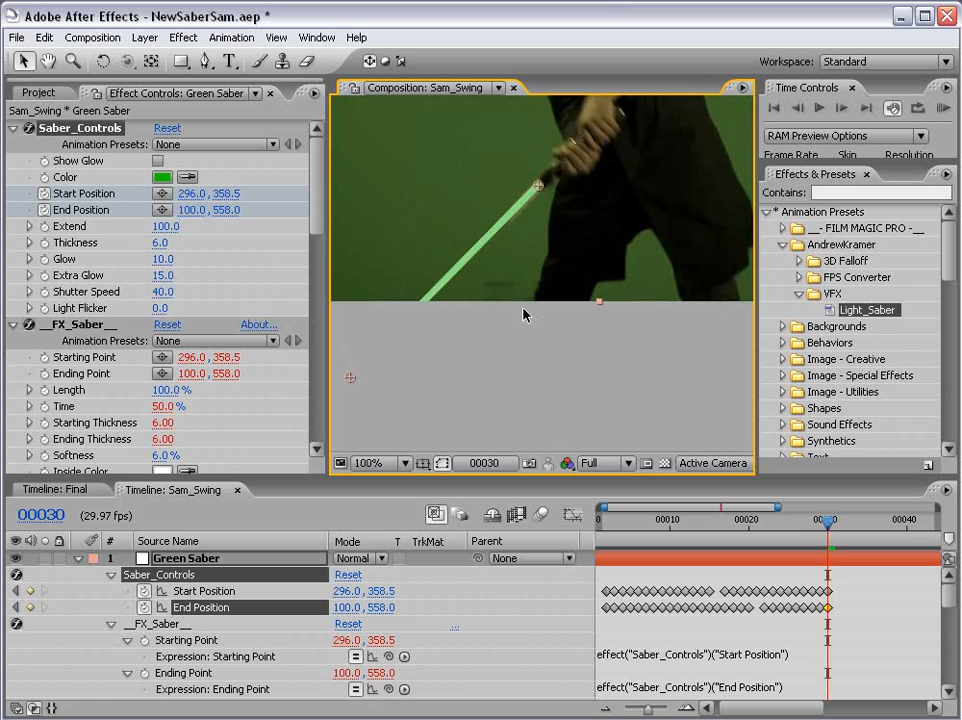 Adobe After Effects - NewSaberSam.aep *
File Edit Composition Layer Effect Animation View Window Help
Workspace: Standard
Project Effect Controls: Green Saber
Sam_Swing * Green Saber
Saber_Controls Reset
Animation Presets: None
Show Glow
Color
Start Position 296.0, 358.5
End Position 100.0, 558.0
Extend 100.0
Thickness 6.0
Glow 10.0
Extra Glow 15.0
Shutter Speed 40.0
Light Flicker 0.0
__FX_Saber__ Reset About...
Animation Presets: None
Starting Point 296.0, 358.5
Ending Point 100.0, 558.0
Length 100.0 %
Time 50.0 %
Starting Thickness 6.00
Ending Thickness 6.00
Softness 6.0 %
Inside Color
Composition: Sam_Swing
100% 00030 Full Active Camera
Time Controls
RAM Preview Options
Frame Rate Skip Resolution
Effects & Presets
Contains:
* Animation Presets
__- FILM MAGIC PRO -__
AndrewKramer
3D Falloff
FPS Converter
VFX
Light_Saber
Backgrounds
Behaviors
Image - Creative
Image - Special Effects
Image - Utilities
Shapes
Sound Effects
Synthetics
Text
Timeline: Final Timeline: Sam_Swing
00030 (29.97 fps)
0 00010 00020 00040
# Source Name Mode T TrkMat Parent
1 Green Saber Normal None
Saber_Controls Reset
Start Position 296.0, 358.5
End Position 100.0, 558.0
__FX_Saber__ Reset ...
Starting Point 296.0, 358.5
Expression: Starting Point effect("Saber_Controls")("Start Position")
Ending Point 100.0, 558.0
Expression: Ending Point effect("Saber_Controls")("End Position")